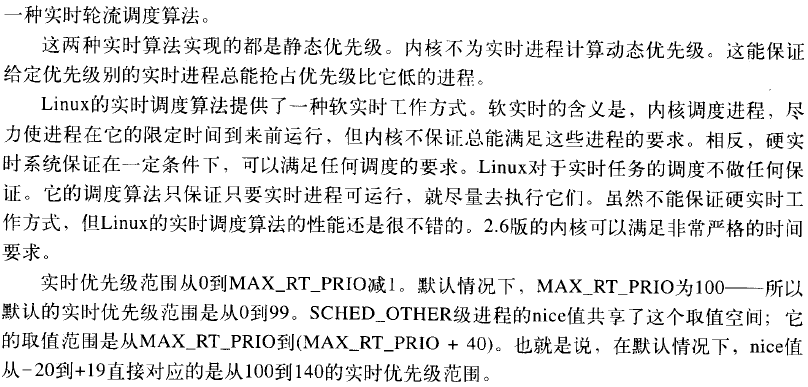 一种实时轮流调度算法。
这两种实时算法实现的都是静态优先级。内核不为实时进程计算动态优先级。这能保证
给定优先级别的实时进程总能抢占优先级比它低的进程。
Linux的实时调度算法提供了一种软实时工作方式。软实时的含义是，内核调度进程，尽
力使进程在它的限定时间到来前运行，但内核不保证总能满足这些进程的要求。相反，硬实
时系统保证在一定条件下，可以满足任何调度的要求。Linux对于实时任务的调度不做任何保
证。它的调度算法只保证只要实时进程可运行，就尽量去执行它们。虽然不能保证硬实时工
作方式，但Linux的实时调度算法的性能还是很不错的。2.6版的内核可以满足非常严格的时间
要求。
实时优先级范围从0到MAX_RT_PRIO减1。默认情况下，MAX_RT_PRIO为100——所以
默认的实时优先级范围是从0到99。SCHED_OTHER级进程的nice值共享了这个取值空间；它
的取值范围是从MAX_RT_PRIO到(MAX_RT_PRIO + 40)。也就是说，在默认情况下，nice值
从-20到+19直接对应的是从100到140的实时优先级范围。